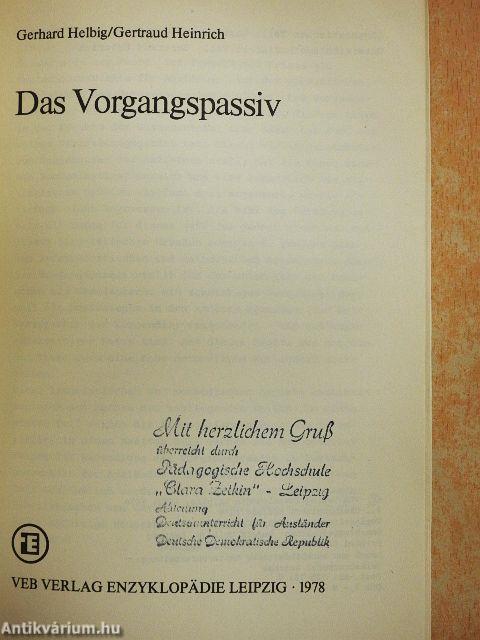 Gerhard Helbig/Gertraud Heinrich
Das Vorgangspassiv
Mit herzlichem Gruß
überreicht durch
Pädagogische Hochschule
„Clara Zetkin" - Leipzig
Abteilung
Deutschunterricht für Ausländer
Deutsche Demokratische Republik
VEB VERLAG ENZYKLOPÄDIE LEIPZIG · 1978
Antikvárium.hu